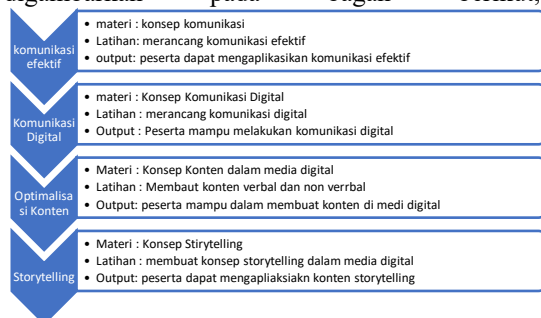 digambarkan pada bagan berikut,
komunikasi
efektif
• materi : konsep komunikasi
• Latihan: merancang komunikasi efektif
• output: peserta dapat mengaplikasikan komunikasi efektif
Komunikasi
Digital
• materi : Konsep Komunikasi Digital
• Latihan : merancang komunikasi digital
• Output : Peserta mampu melakukan komunikasi digital
Optimalisa
si Konten
• Materi : Konsep Konten dalam media digital
• Latihan : Membaut konten verbal dan non verrbal
• Output: peserta mampu dalam membuat konten di medi digital
Storytelling
• Materi : Konsep Stirytelling
• Latihan : membuat konsep storytelling dalam media digital
• Output: peserta dapat mengapliaksiakn konten storytelling